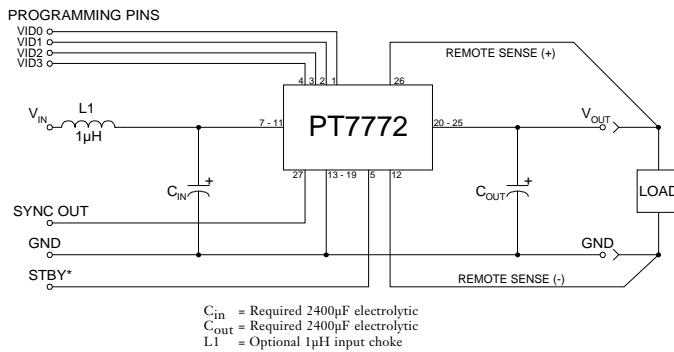 PROGRAMMING PINS
VID0
VID1
VID2
VID3
4 3 2 1
26
REMOTE SENSE (+)
L1
VIN
1µH
7 - 11
PT7772
20 - 25
VOUT
CIN
+
27
13 - 19
5
12
COUT
+
LOAD
SYNC OUT
GND
GND
STBY*
REMOTE SENSE (-)
Cin = Required 2400µF electrolytic
Cout = Required 2400µF electrolytic
L1 = Optional 1µH input choke